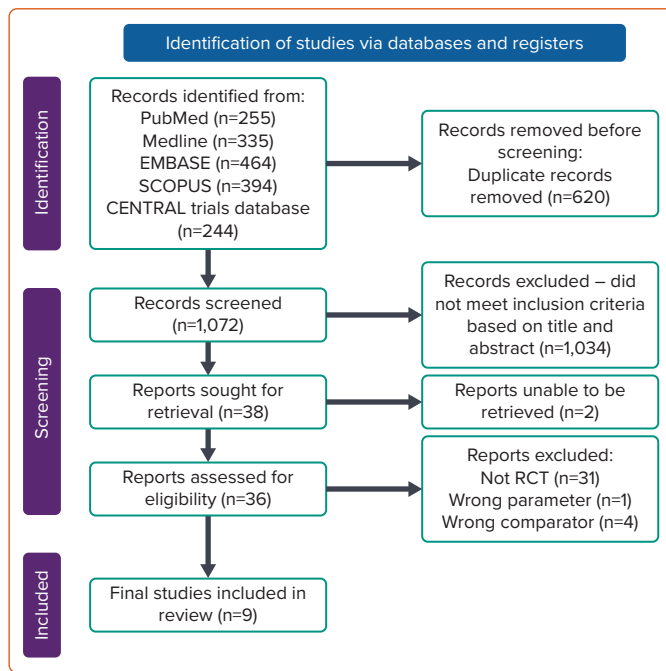 Identification of studies via databases and registers
Identification
Records identified from:
PubMed (n=255)
Medline (n=335)
EMBASE (n=464)
SCOPUS (n=394)
CENTRAL trials database
(n=244)
Records removed before
screening:
Duplicate records
removed (n=620)
Screening
Records screened
(n=1,072)
Records excluded – did
not meet inclusion criteria
based on title and
abstract (n=1,034)
Reports sought for
retrieval (n=38)
Reports unable to be
retrieved (n=2)
Reports assessed for
eligibility (n=36)
Reports excluded:
Not RCT (n=31)
Wrong parameter (n=1)
Wrong comparator (n=4)
Included
Final studies included in
review (n=9)